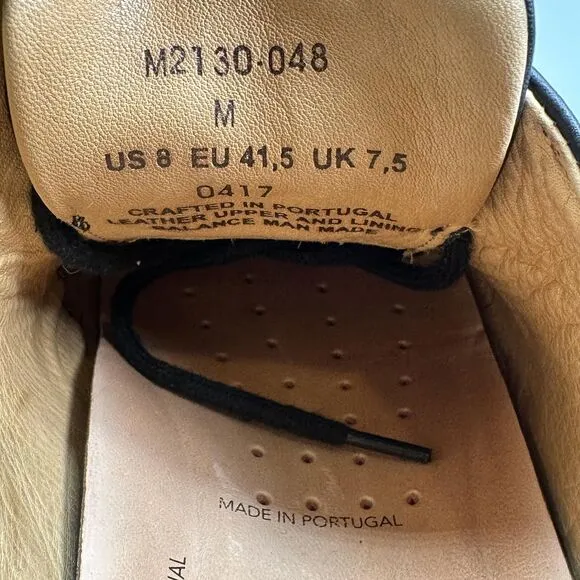 M2130-048
M
US 8 EU 41,5 UK 7,5
0417
CRAFTED IN PORTUGAL
LEATHER UPPER AND LINING
BALANCE MAN MADE
MADE IN PORTUGAL